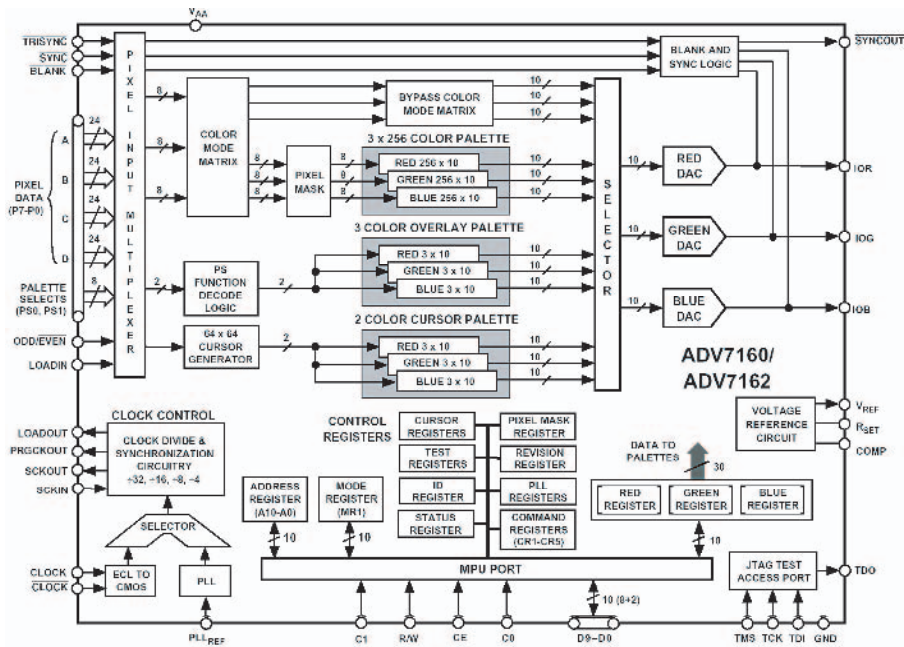 VAA
TRISYNC
SYNC
BLANK
SYNCOUT
BLANK AND
SYNC LOGIC
PIXEL INPUT MULTIPLEXER
24
A
24
B
24
C
24
D
8
PIXEL
DATA
(P7-P0)
PALETTE
SELECTS
(PS0, PS1)
ODD/EVEN
LOADIN
8
8
8
COLOR
MODE
MATRIX
8
8
8
PIXEL
MASK
8
8
8
BYPASS COLOR
MODE MATRIX
10
10
10
3 x 256 COLOR PALETTE
RED 256 x 10
GREEN 256 x 10
BLUE 256 x 10
10
10
10
3 COLOR OVERLAY PALETTE
RED 3 x 10
GREEN 3 x 10
BLUE 3 x 10
10
10
10
2
PS
FUNCTION
DECODE
LOGIC
2
64 x 64
CURSOR
GENERATOR
2
2 COLOR CURSOR PALETTE
RED 3 x 10
GREEN 3 x 10
BLUE 3 x 10
10
10
10
SELECTOR
10
RED
DAC
IOR
10
GREEN
DAC
IOG
10
BLUE
DAC
IOB
ADV7160/
ADV7162
VOLTAGE
REFERENCE
CIRCUIT
VREF
RSET
COMP
CLOCK CONTROL
LOADOUT
PRGCKOUT
SCKOUT
SCKIN
CLOCK DIVIDE &
SYNCHRONIZATION
CIRCUITRY
÷32, ÷16, ÷8, ÷4
SELECTOR
CLOCK
CLOCK
ECL TO
CMOS
PLL
PLLREF
CONTROL
REGISTERS
ADDRESS
REGISTER
(A10-A0)
MODE
REGISTER
(MR1)
10
10
CURSOR
REGISTERS
TEST
REGISTERS
ID
REGISTER
STATUS
REGISTER
PIXEL MASK
REGISTER
REVISION
REGISTER
PLL
REGISTERS
COMMAND
REGISTERS
(CR1-CR5)
DATA TO
PALETTES
30
RED
REGISTER
GREEN
REGISTER
BLUE
REGISTER
10
MPU PORT
10 (8+2)
C1
R/W
CE
C0
D9-D0
JTAG TEST
ACCESS PORT
TDO
TMS
TCK
TDI
GND